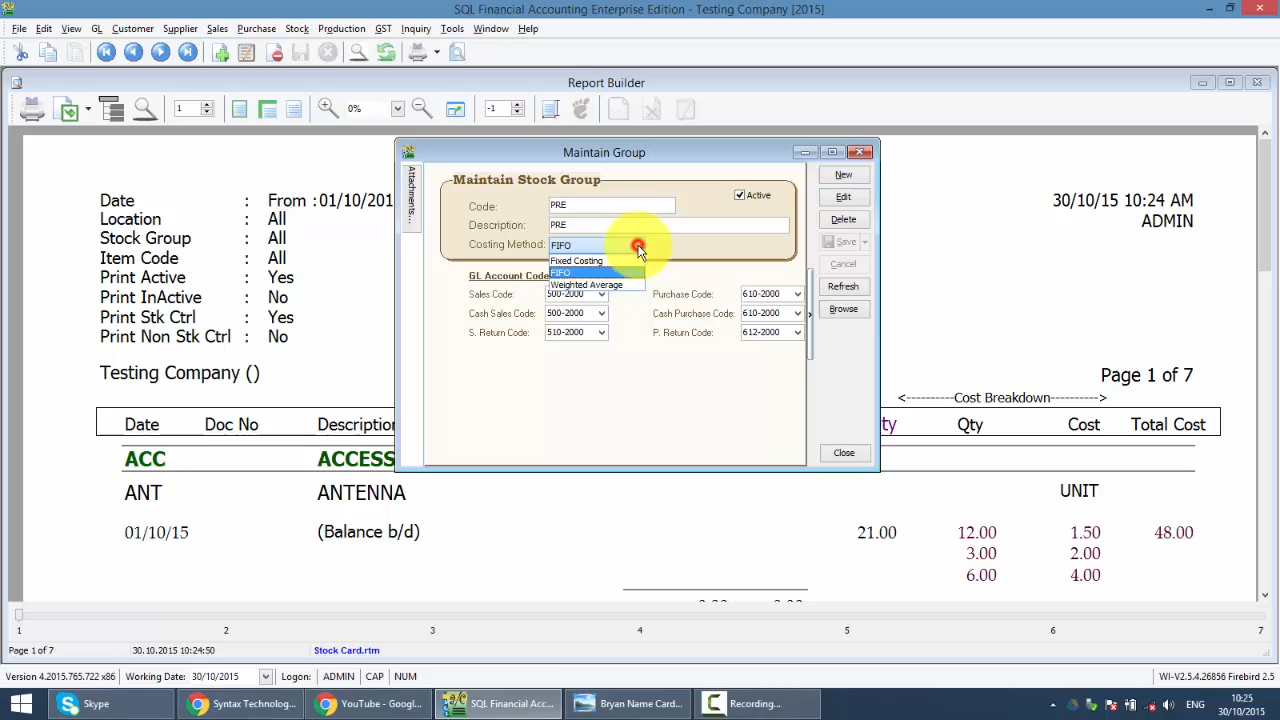 SQL Financial Accounting Enterprise Edition - Testing Company [2015]
File Edit View GL Customer Supplier Sales Purchase Stock Production GST Inquiry Tools Window Help
Report Builder
1 0% -1
Maintain Group
Attachments...
Maintain Stock Group
Active
Code: PRE
Description: PRE
Costing Method: FIFO
Fixed Costing
FIFO
Weighted Average
GL Account Code
Sales Code: 500-2000 Purchase Code: 610-2000
Cash Sales Code: 500-2000 Cash Purchase Code: 610-2000
S. Return Code: 510-2000 P. Return Code: 612-2000
New
Edit
Delete
Save
Cancel
Refresh
Browse
Close
Date : From :01/10/201
Location : All
Stock Group : All
Item Code : All
Print Active : Yes
Print InActive : No
Print Stk Ctrl : Yes
Print Non Stk Ctrl : No
30/10/15 10:24 AM
ADMIN
Testing Company ()
Page 1 of 7
<----------Cost Breakdown---------->
Date Doc No Description ty Qty Cost Total Cost
ACC ACCESS
ANT ANTENNA UNIT
01/10/15 (Balance b/d) 21.00 12.00 1.50 48.00
3.00 2.00
6.00 4.00
1 2 3 4 5 6 7
Page 1 of 7 30.10.2015 10:24:50 Stock Card.rtm
Version 4.2015.765.722 x86 Working Date: 30/10/2015 Logon: ADMIN CAP NUM WI-V2.5.4.26856 Firebird 2.5
Skype Syntax Technolog... YouTube - Googl... SQL Financial Acc... Bryan Name Card... Recording... ENG 10:25
30/10/2015